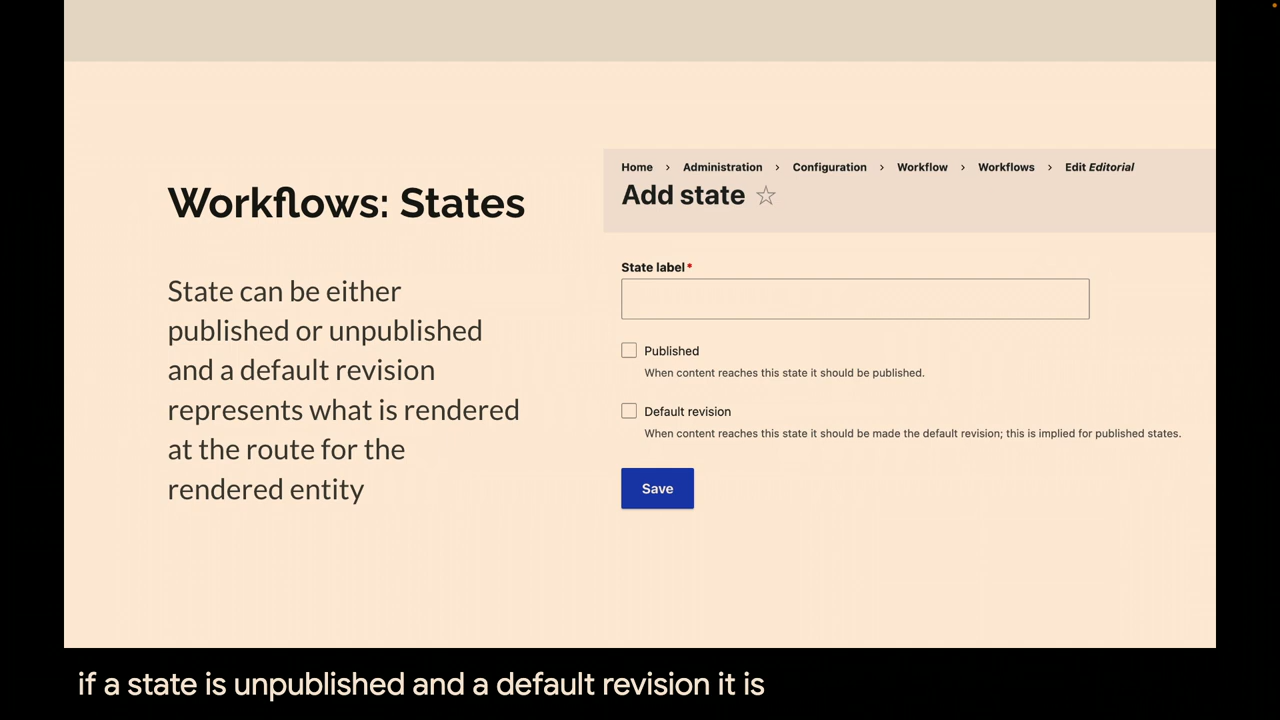 Workflows: States
State can be either
published or unpublished
and a default revision
represents what is rendered
at the route for the
rendered entity
Home › Administration › Configuration › Workflow › Workflows › Edit Editorial
Add state ☆
State label*
Published
When content reaches this state it should be published.
Default revision
When content reaches this state it should be made the default revision; this is implied for published states.
Save
if a state is unpublished and a default revision it is